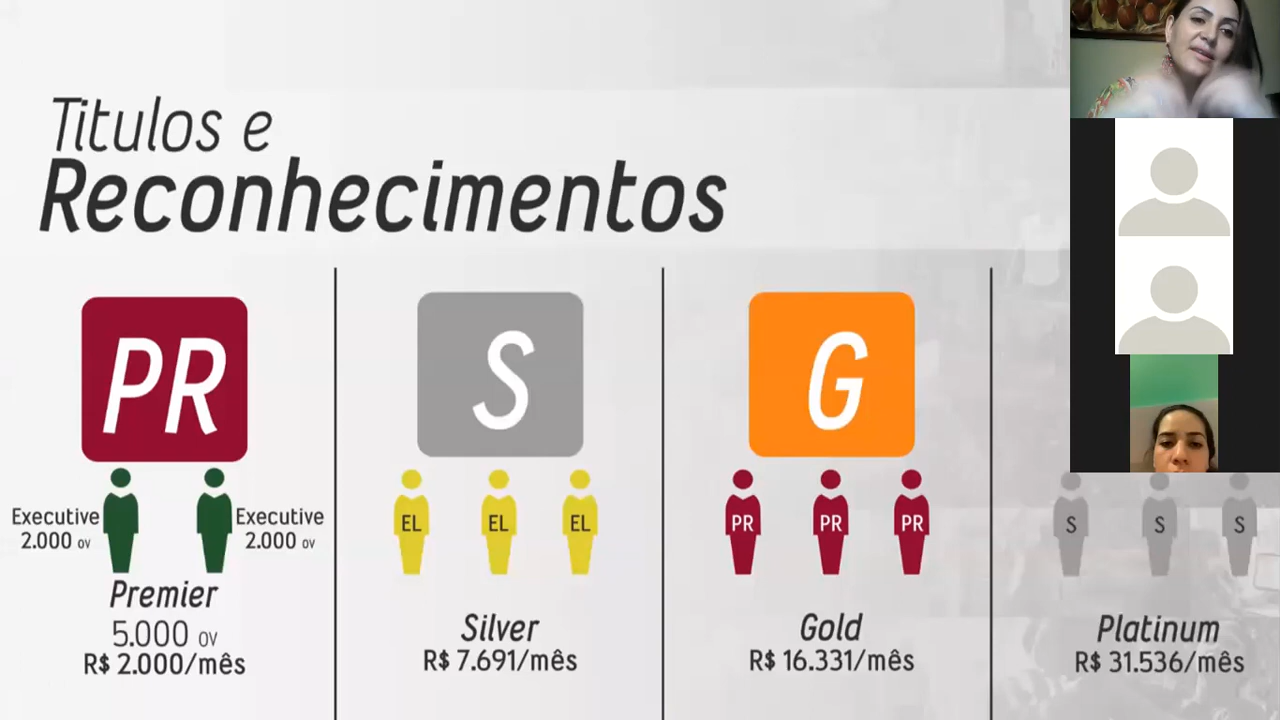 Titulos e
Reconhecimentos
PR
Executive
2.000 OV
Executive
2.000 OV
Premier
5.000 OV
R$ 2.000/mês
S
EL
EL
EL
Silver
R$ 7.691/mês
G
PR
PR
PR
Gold
R$ 16.331/mês
S
S
S
Platinum
R$ 31.536/mês